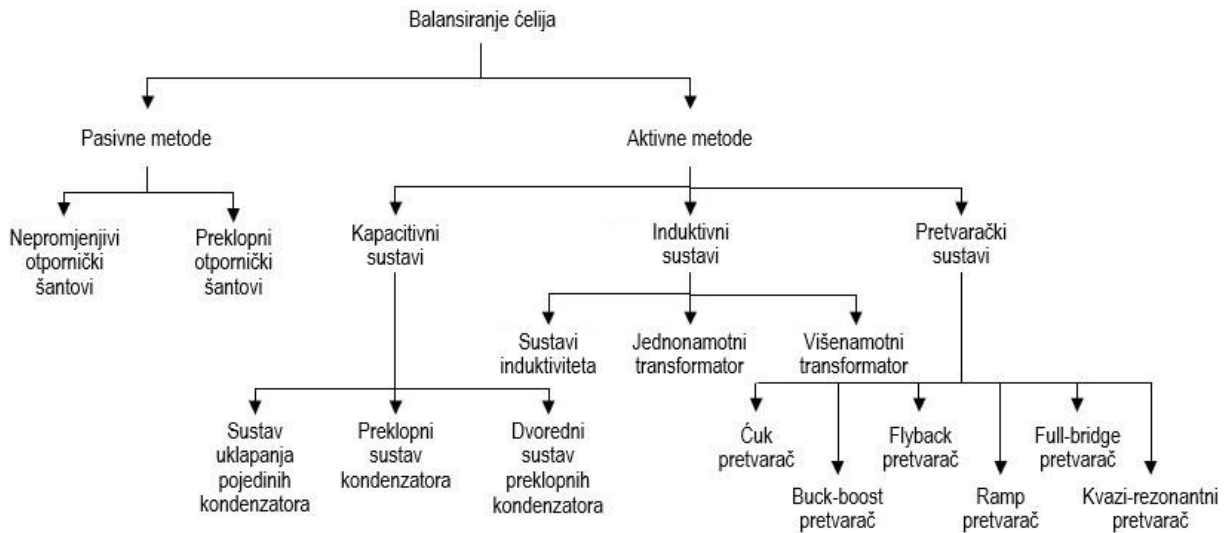 Balansiranje ćelija
Pasivne metode
Aktivne metode
Nepromjenjivi
otpornički
šantovi
Preklopni
otpornički
šantovi
Kapacitivni
sustavi
Induktivni
sustavi
Pretvarački
sustavi
Sustavi
induktiviteta
Jednonamotni
transformator
Višenamotni
transformator
Sustav
uklapanja
pojedinih
kondenzatora
Preklopni
sustav
kondenzatora
Dvoredni
sustav
preklopnih
kondenzatora
Ćuk
pretvarač
Buck-boost
pretvarač
Flyback
pretvarač
Ramp
pretvarač
Full-bridge
pretvarač
Kvazi-rezonantni
pretvarač